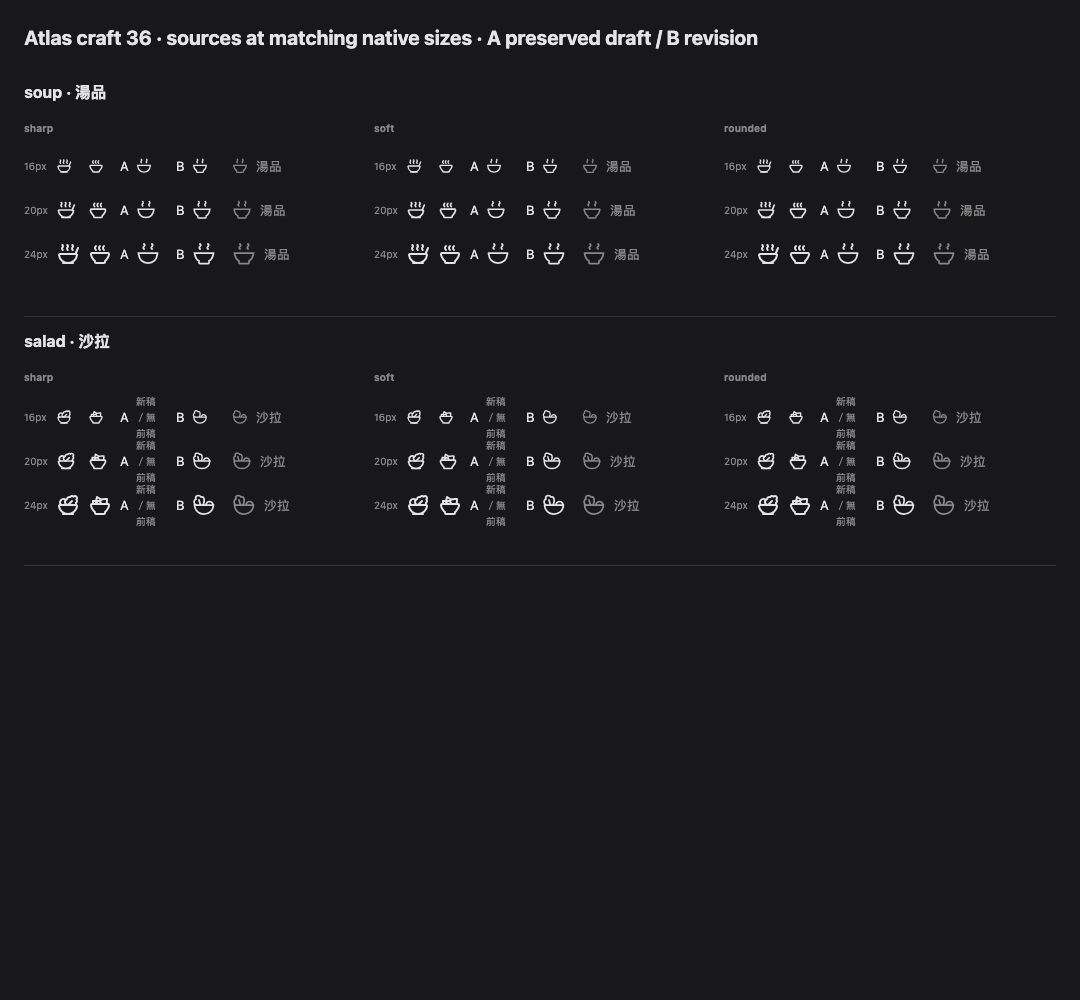 Atlas craft 36 · sources at matching native sizes · A preserved draft / B revision
soup · 湯品
sharp
soft
rounded
16px A B 湯品
16px A B 湯品
16px A B 湯品
20px A B 湯品
20px A B 湯品
20px A B 湯品
24px A B 湯品
24px A B 湯品
24px A B 湯品
salad · 沙拉
sharp
soft
rounded
16px A 新稿 / 無 前稿 B 沙拉
16px A 新稿 / 無 前稿 B 沙拉
16px A 新稿 / 無 前稿 B 沙拉
20px A 新稿 / 無 前稿 B 沙拉
20px A 新稿 / 無 前稿 B 沙拉
20px A 新稿 / 無 前稿 B 沙拉
24px A 新稿 / 無 前稿 B 沙拉
24px A 新稿 / 無 前稿 B 沙拉
24px A 新稿 / 無 前稿 B 沙拉